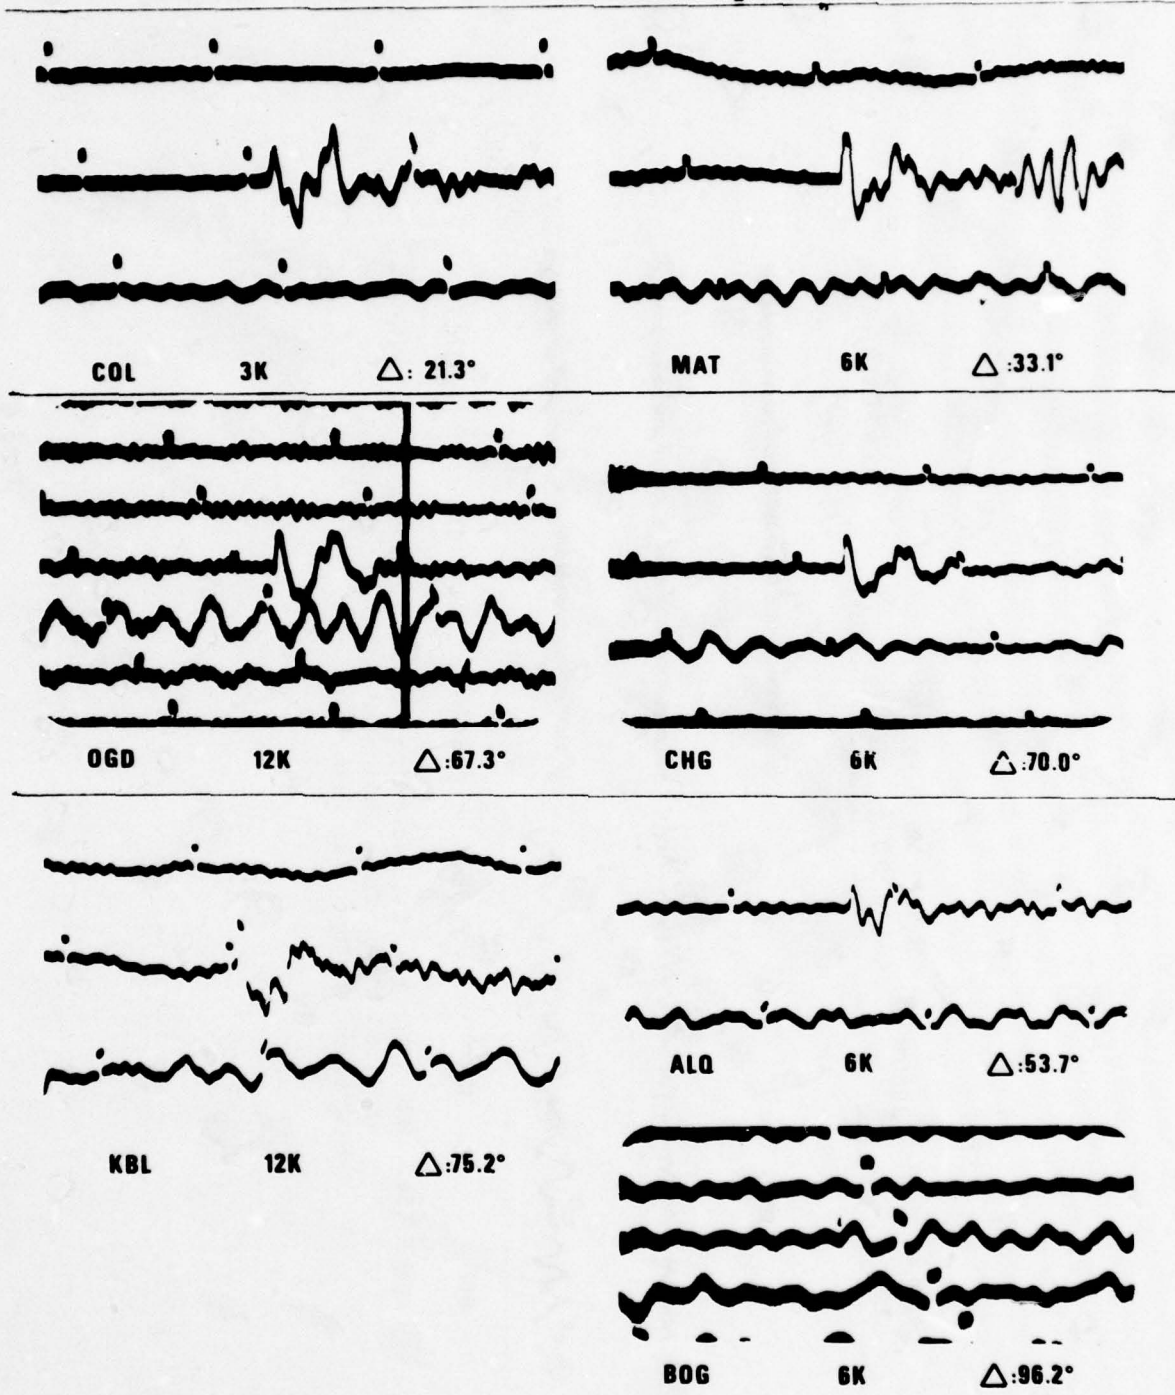 COL 3K △: 21.3°
MAT 6K △:33.1°
OGD 12K △:67.3°
CHG 6K △:70.0°
KBL 12K △:75.2°
ALQ 6K △:53.7°
BOG 6K △:96.2°